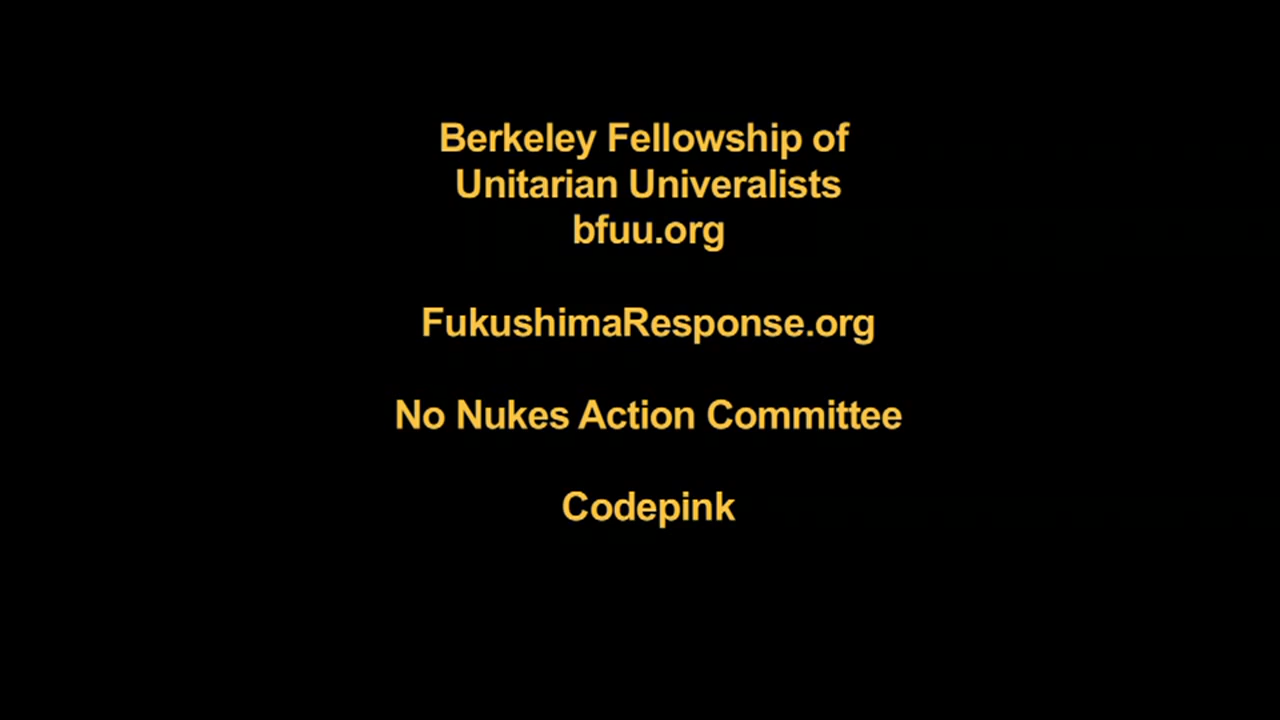 Berkeley Fellowship of
Unitarian Univeralists
bfuu.org
FukushimaResponse.org
No Nukes Action Committee
Codepink